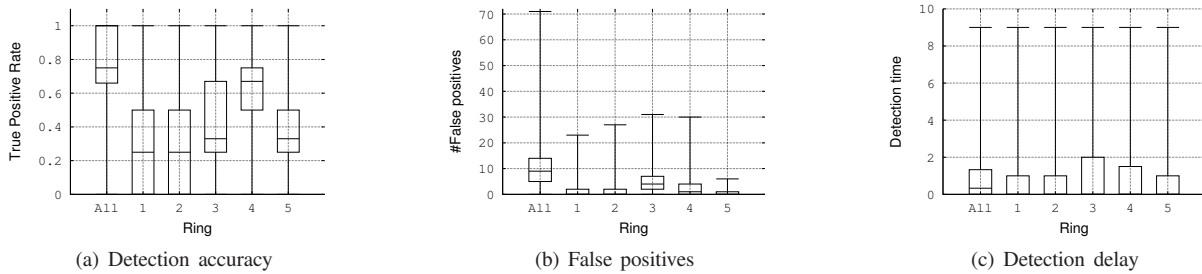 True Positive Rate
1
0.8
0.6
0.4
0.2
0
All 1 2 3 4 5
Ring
(a) Detection accuracy
#False positives
70
60
50
40
30
20
10
0
All 1 2 3 4 5
Ring
(b) False positives
Detection time
10
8
6
4
2
0
All 1 2 3 4 5
Ring
(c) Detection delay